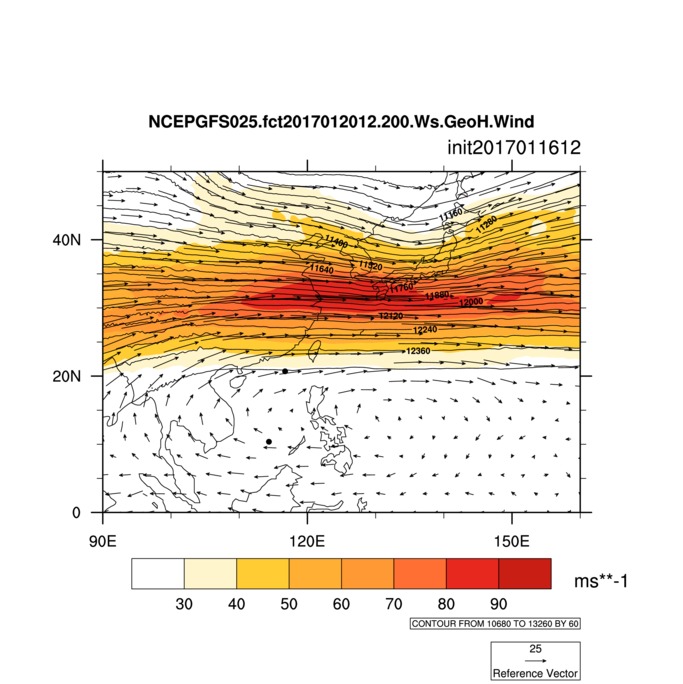 NCEPGFS025.fct2017012012.200.Ws.GeoH.Wind
init2017011612
40N
20N
0
90E 120E 150E
11160
11280
11400
11520
11640
11760
11880
12000
12120
12240
12360
30 40 50 60 70 80 90
ms**-1
CONTOUR FROM 10680 TO 13260 BY 60
25
Reference Vector